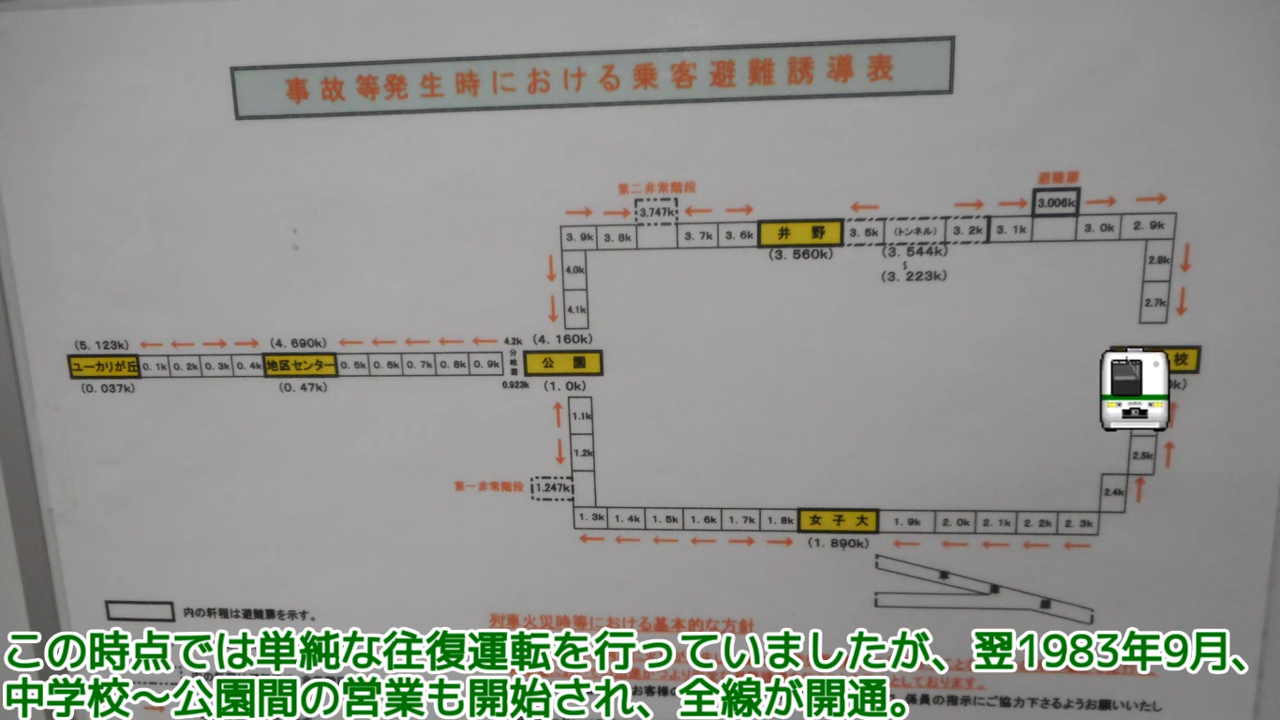 事故等発生時における乗客避難誘導表
第二非常階段
避難扉
3.747k
3.006k
3.9k 3.8k 3.7k 3.6k 井野 3.5k (トンネル) 3.2k 3.1k 3.0k 2.9k
(3.560k) (3.544k)
〜
(3.223k)
4.0k
2.8k
4.1k
2.7k
(5.123k) (4.690k) 4.2k (4.160k)
ユーカリが丘 0.1k 0.2k 0.3k 0.4k 地区センター 0.5k 0.6k 0.7k 0.8k 0.9k 分岐器 公園
校
(0.037k) (0.47k) 0.923k (1.0k)
1.1k
1.2k
2.5k
第一非常階段 1.247k
2.4k
1.3k 1.4k 1.5k 1.6k 1.7k 1.8k 女子大 1.9k 2.0k 2.1k 2.2k 2.3k
(1.890k)
車
内の軒程は避難扉を示す。
列車火災時等における基本的な方針
この時点では単純な往復運転を行っていましたが、翌1983年9月、
中学校〜公園間の営業も開始され、全線が開通。
係員の指示にご協力下さるようお願いいたし